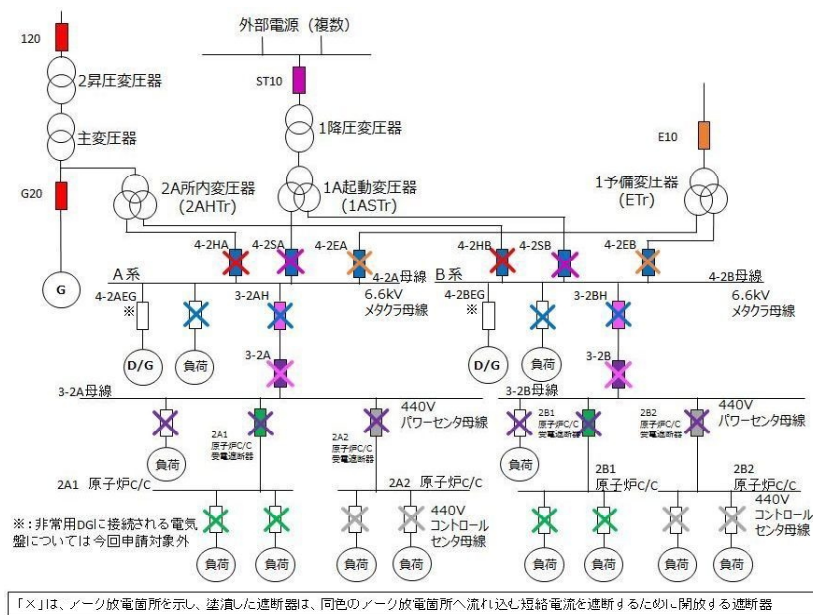 外部電源（複数）
120
ST10
2昇圧変圧器
1降圧変圧器
E10
主変圧器
G20
2A所内変圧器
(2AHTr)
1A起動変圧器
(1ASTr)
1予備変圧器
(ETr)
4-2HA
4-2SA
4-2EA
4-2HB
4-2SB
4-2EB
G
A系
4-2A母線
B系
4-2B母線
4-2AEG
※
3-2AH
6.6kV
メタクラ母線
4-2BEG
※
3-2BH
6.6kV
メタクラ母線
D/G
負荷
3-2A
D/G
負荷
3-2B
3-2A母線
3-2B母線
440V
パワーセンタ母線
440V
パワーセンタ母線
2A1
原子炉C/C
受電遮断器
2A2
原子炉C/C
受電遮断器
2B1
原子炉C/C
受電遮断器
2B2
原子炉C/C
受電遮断器
負荷
負荷
2A1 原子炉C/C
2A2 原子炉C/C
2B1
原子炉C/C
2B2
原子炉C/C
※：非常用DGに接続される電気
盤については今回申請対象外
440V
コントロール
センタ母線
440V
コントロール
センタ母線
負荷
負荷
負荷
負荷
負荷
負荷
負荷
負荷
「×」は、アーク放電箇所を示し、塗潰した遮断器は、同色のアーク放電箇所へ流れ込む短絡電流を遮断するために開放する遮断器